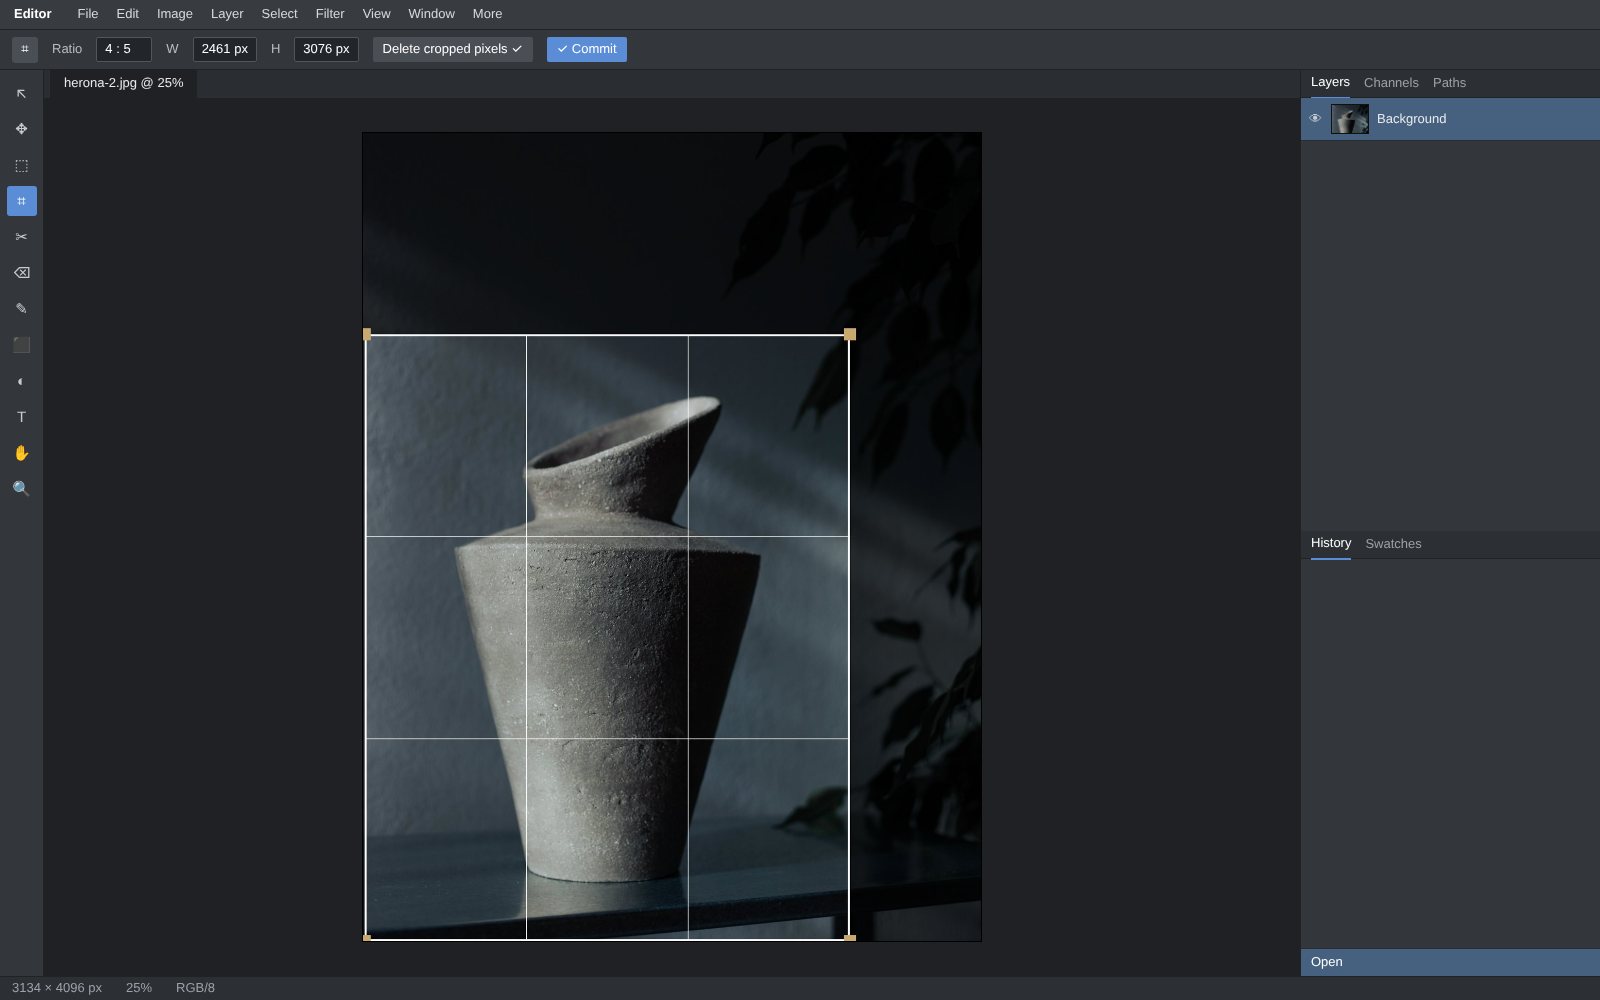 Editor File Edit Image Layer Select Filter View Window More
Ratio 4 : 5 W 2461 px H 3076 px Delete cropped pixels ✓ ✓ Commit
herona-2.jpg @ 25%
Layers Channels Paths
Background
T
History Swatches
Open
3134 × 4096 px 25% RGB/8